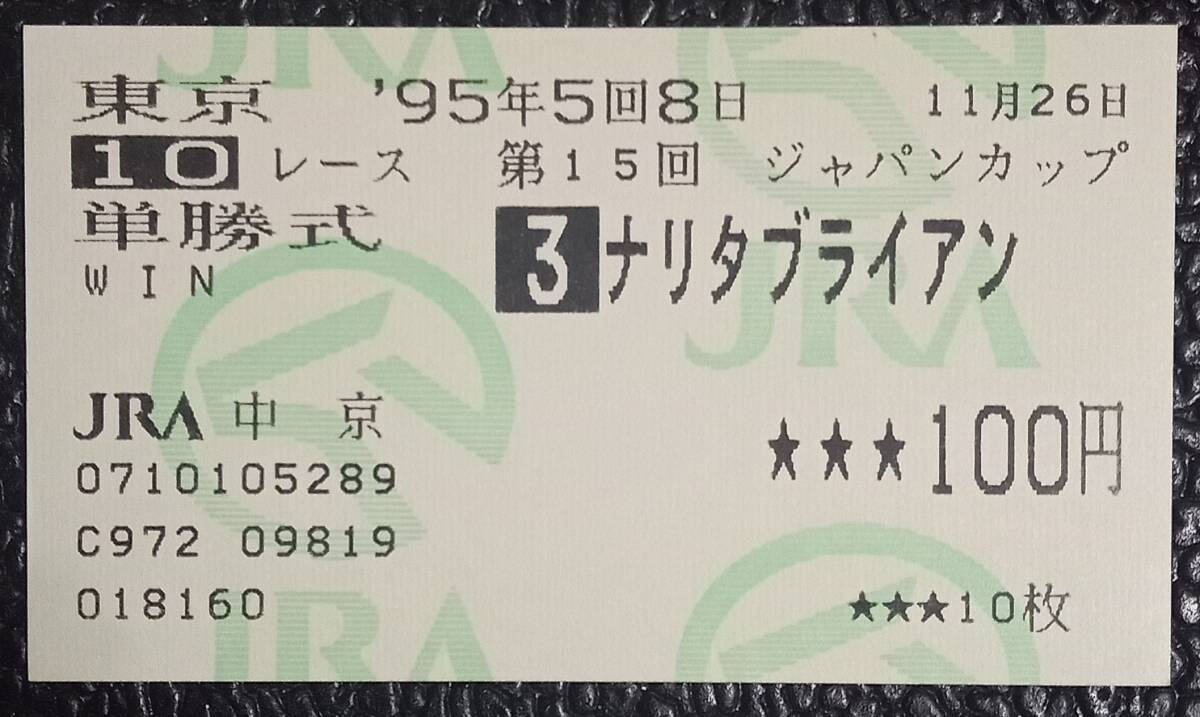 東京 '95年5回8日 11月26日
10 レース 第15回 ジャパンカップ
単勝式 3 ナリタブライアン
WIN
JRA 中 京 ★★★100円
0710105289
C972 09819
018160 ★★★10枚